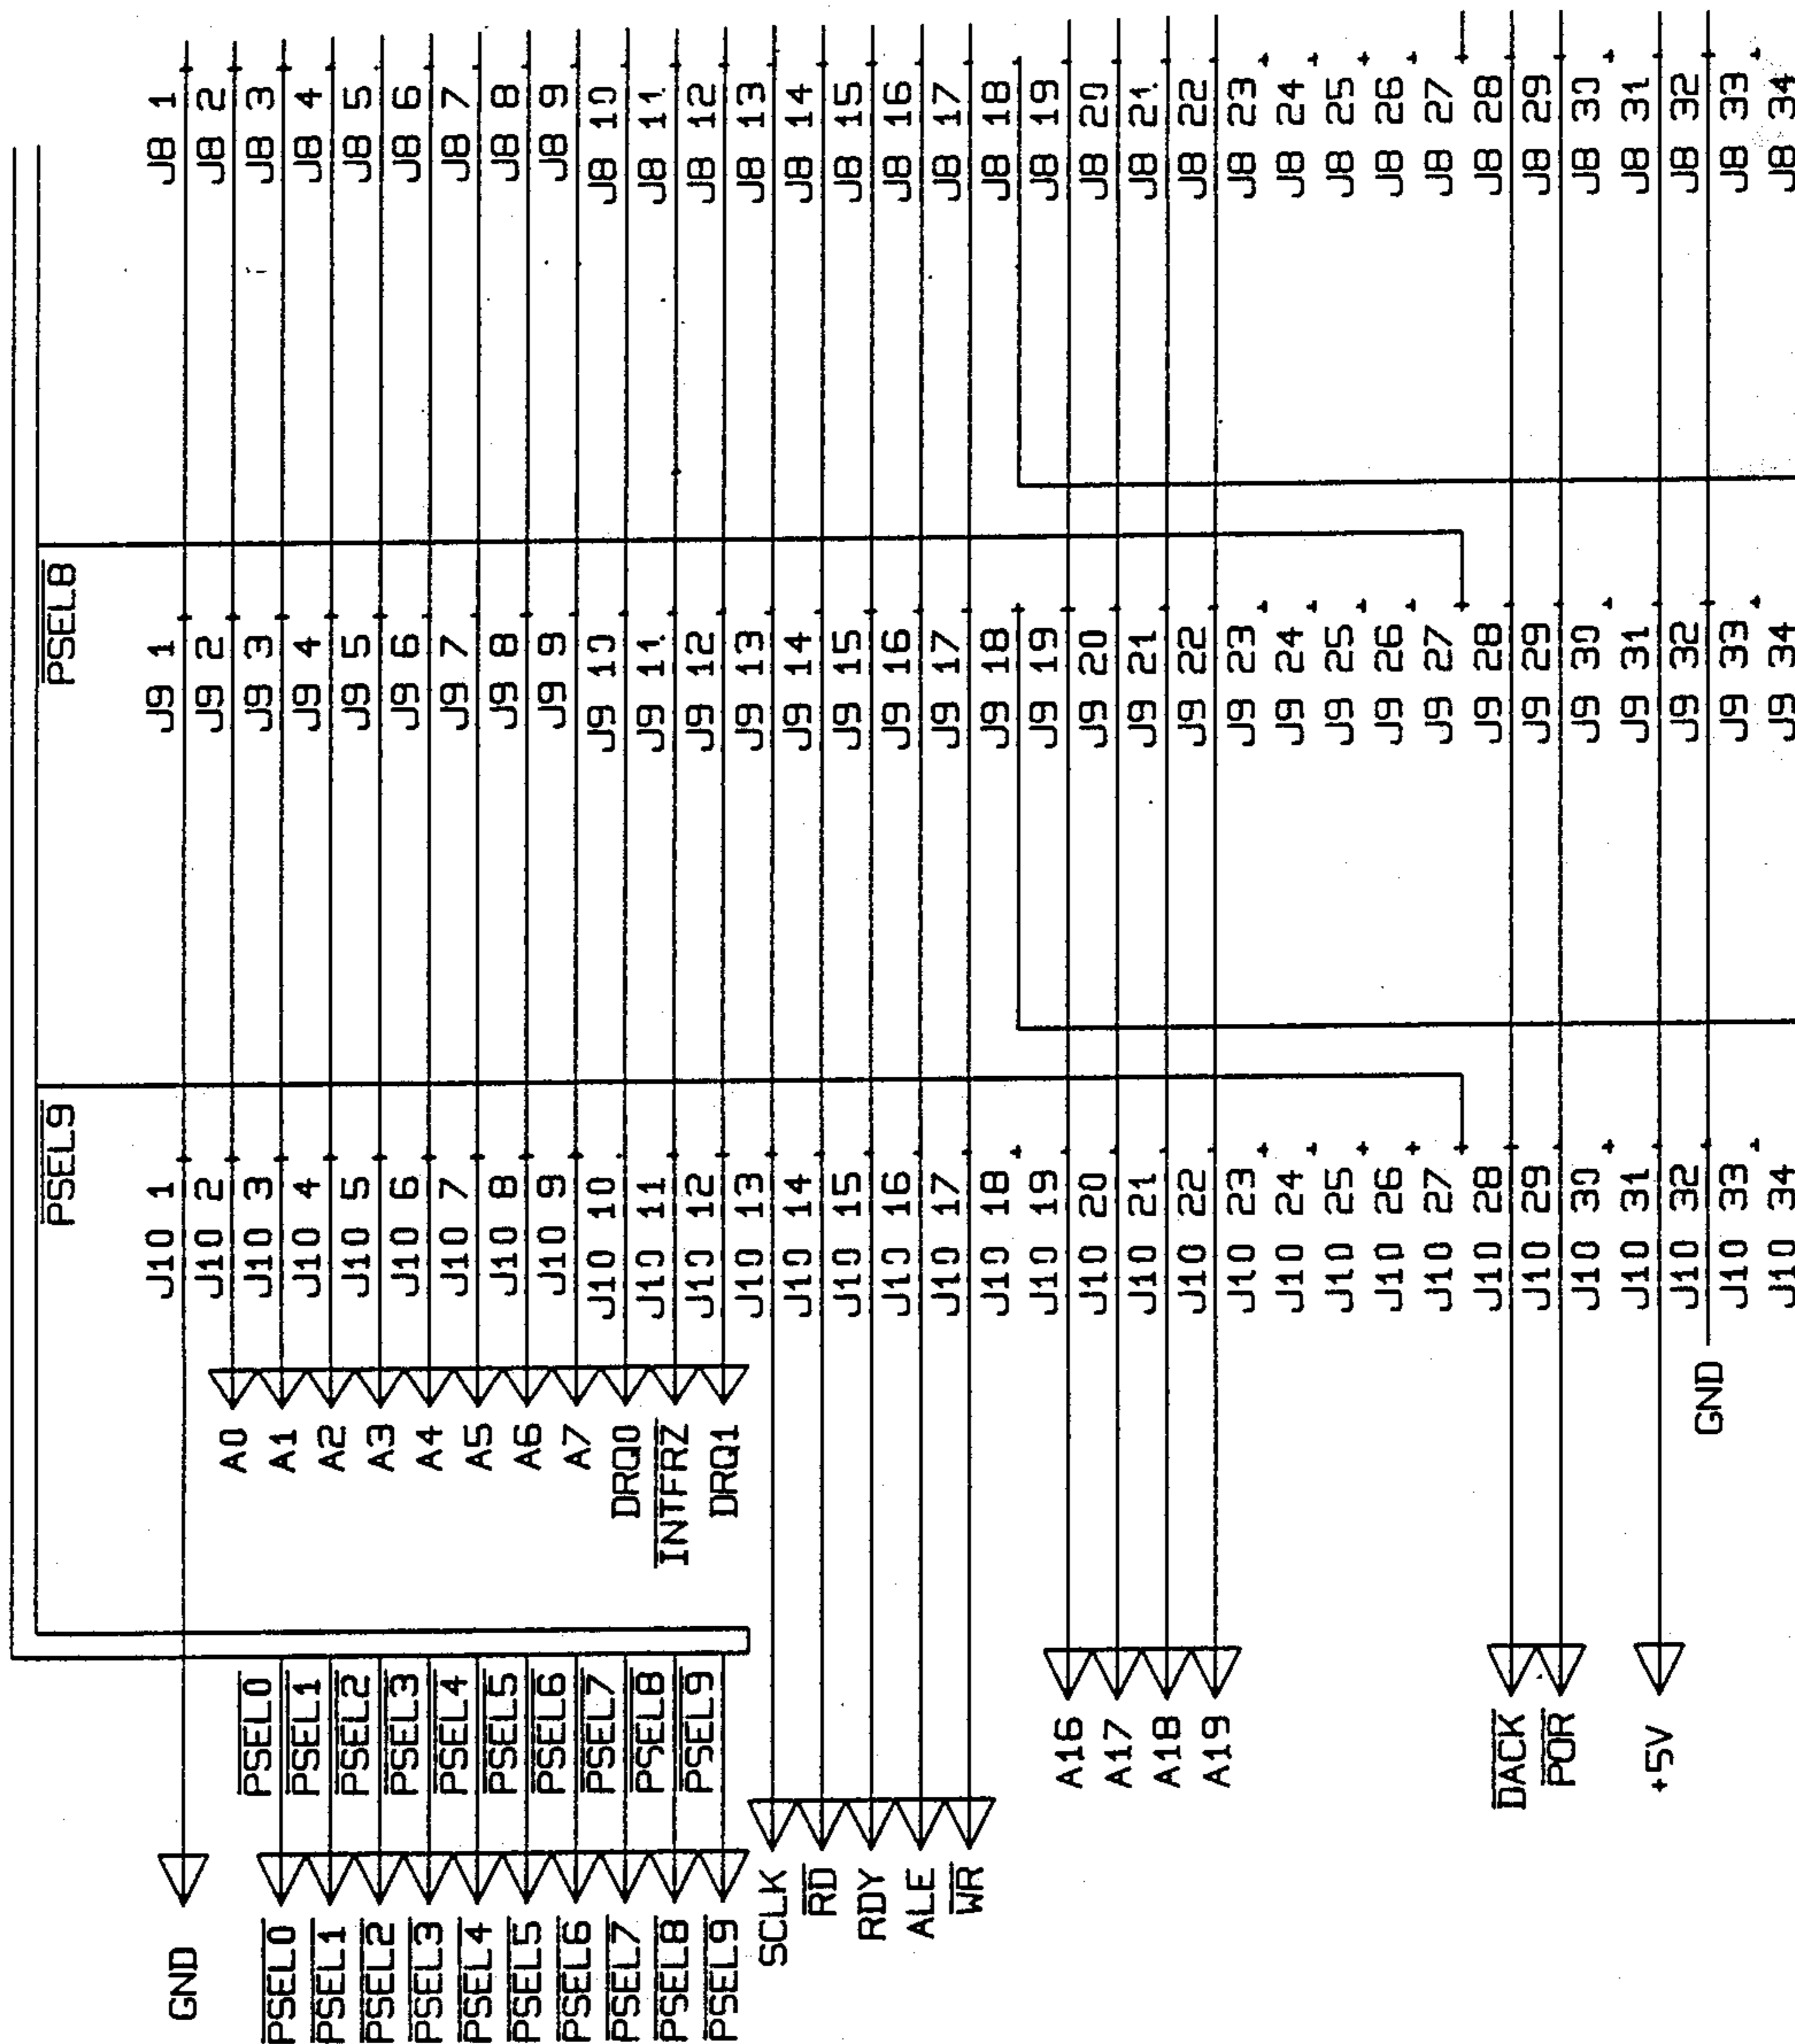 GND
PSEL0
PSEL1
PSEL2
PSEL3
PSEL4
PSEL5
PSEL6
PSEL7
PSEL8
PSEL9
SCLK
RD
RDY
ALE
WR
PSEL0
PSEL1
PSEL2
PSEL3
PSEL4
PSEL5
PSEL6
PSEL7
PSEL8
PSEL9
A16
A17
A18
A19
DACK
POR
+5V
A0
A1
A2
A3
A4
A5
A6
A7
DRQ0
INTFRZ
DRQ1
GND
PSEL9
J10 1
J10 2
J10 3
J10 4
J10 5
J10 6
J10 7
J10 8
J10 9
J10 10
J10 11
J10 12
J10 13
J10 14
J10 15
J10 16
J10 17
J10 18
J10 19
J10 20
J10 21
J10 22
J10 23
J10 24
J10 25
J10 26
J10 27
J10 28
J10 29
J10 30
J10 31
J10 32
J10 33
J10 34
PSEL8
J9 1
J9 2
J9 3
J9 4
J9 5
J9 6
J9 7
J9 8
J9 9
J9 10
J9 11
J9 12
J9 13
J9 14
J9 15
J9 16
J9 17
J9 18
J9 19
J9 20
J9 21
J9 22
J9 23
J9 24
J9 25
J9 26
J9 27
J9 28
J9 29
J9 30
J9 31
J9 32
J9 33
J9 34
J8 1
J8 2
J8 3
J8 4
J8 5
J8 6
J8 7
J8 8
J8 9
J8 10
J8 11
J8 12
J8 13
J8 14
J8 15
J8 16
J8 17
J8 18
J8 19
J8 20
J8 21
J8 22
J8 23
J8 24
J8 25
J8 26
J8 27
J8 28
J8 29
J8 30
J8 31
J8 32
J8 33
J8 34